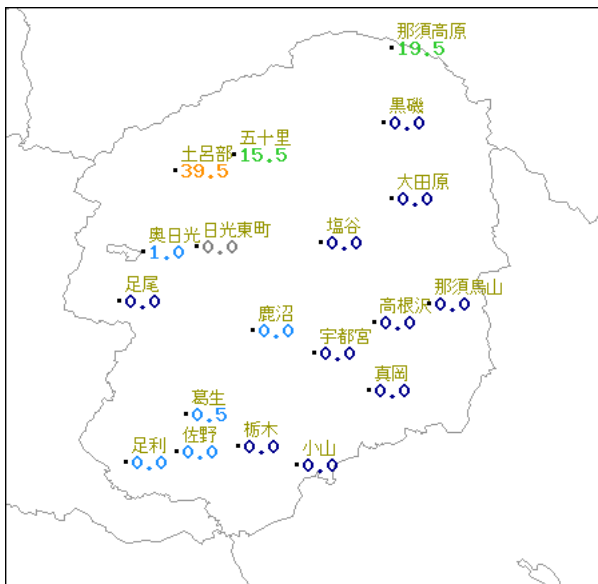 那須高原
19.5
黒磯
0.0
五十里
15.5
土呂部
39.5
大田原
0.0
日光東町
0.0
奥日光
1.0
塩谷
0.0
足尾
0.0
那須烏山
0.0
高根沢
0.0
鹿沼
0.0
宇都宮
0.0
真岡
0.0
葛生
0.5
栃木
0.0
佐野
0.0
足利
0.0
小山
0.0